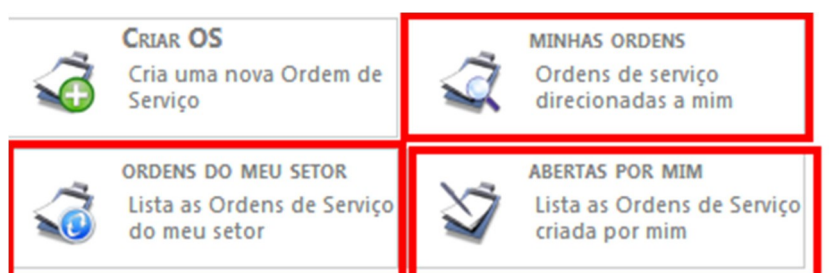 CRIAR OS
Cria uma nova Ordem de
Serviço
MINHAS ORDENS
Ordens de serviço
direcionadas a mim
ORDENS DO MEU SETOR
Lista as Ordens de Serviço
do meu setor
ABERTAS POR MIM
Lista as Ordens de Serviço
criada por mim